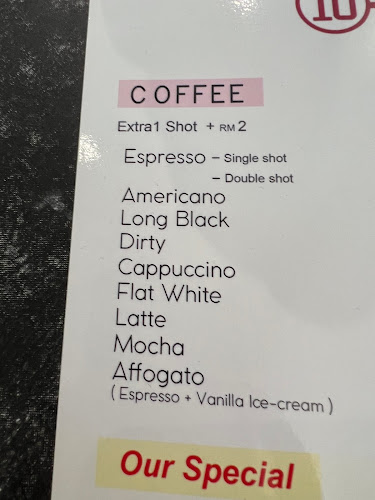 10
COFFEE
Extra1 Shot + RM 2
Espresso – Single shot
– Double shot
Americano
Long Black
Dirty
Cappuccino
Flat White
Latte
Mocha
Affogato
( Espresso + Vanilla Ice-cream )
Our Special